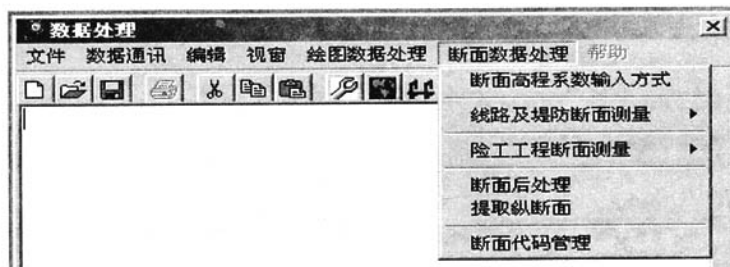 数据处理
文件 数据通讯 编辑 视窗 绘图数据处理 断面数据处理 帮助
断面高程系数输入方式
线路及堤防断面测量
险工工程断面测量
断面后处理
提取纵断面
断面代码管理